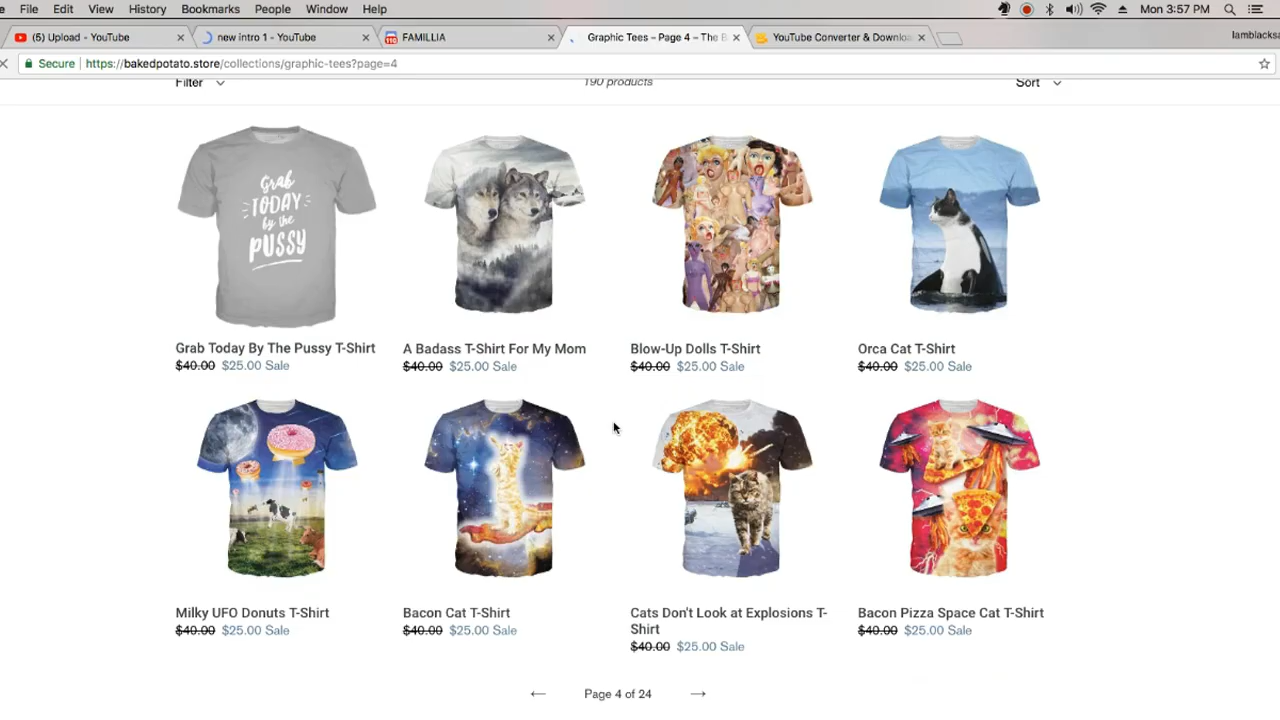 File Edit View History Bookmarks People Window Help Mon 3:57 PM
(5) Upload - YouTube new intro 1 - YouTube FAMILLIA Graphic Tees – Page 4 – The B YouTube Converter & Downloa Iamblacksa
Secure https://bakedpotato.store/collections/graphic-tees?page=4
Filter 190 products Sort
Grab
TODAY
by the
PUSSY
Grab Today By The Pussy T-Shirt A Badass T-Shirt For My Mom Blow-Up Dolls T-Shirt Orca Cat T-Shirt
$40.00 $25.00 Sale $40.00 $25.00 Sale $40.00 $25.00 Sale $40.00 $25.00 Sale
Milky UFO Donuts T-Shirt Bacon Cat T-Shirt Cats Don't Look at Explosions T- Bacon Pizza Space Cat T-Shirt
Shirt
$40.00 $25.00 Sale $40.00 $25.00 Sale $40.00 $25.00 Sale
$40.00 $25.00 Sale
← Page 4 of 24 →